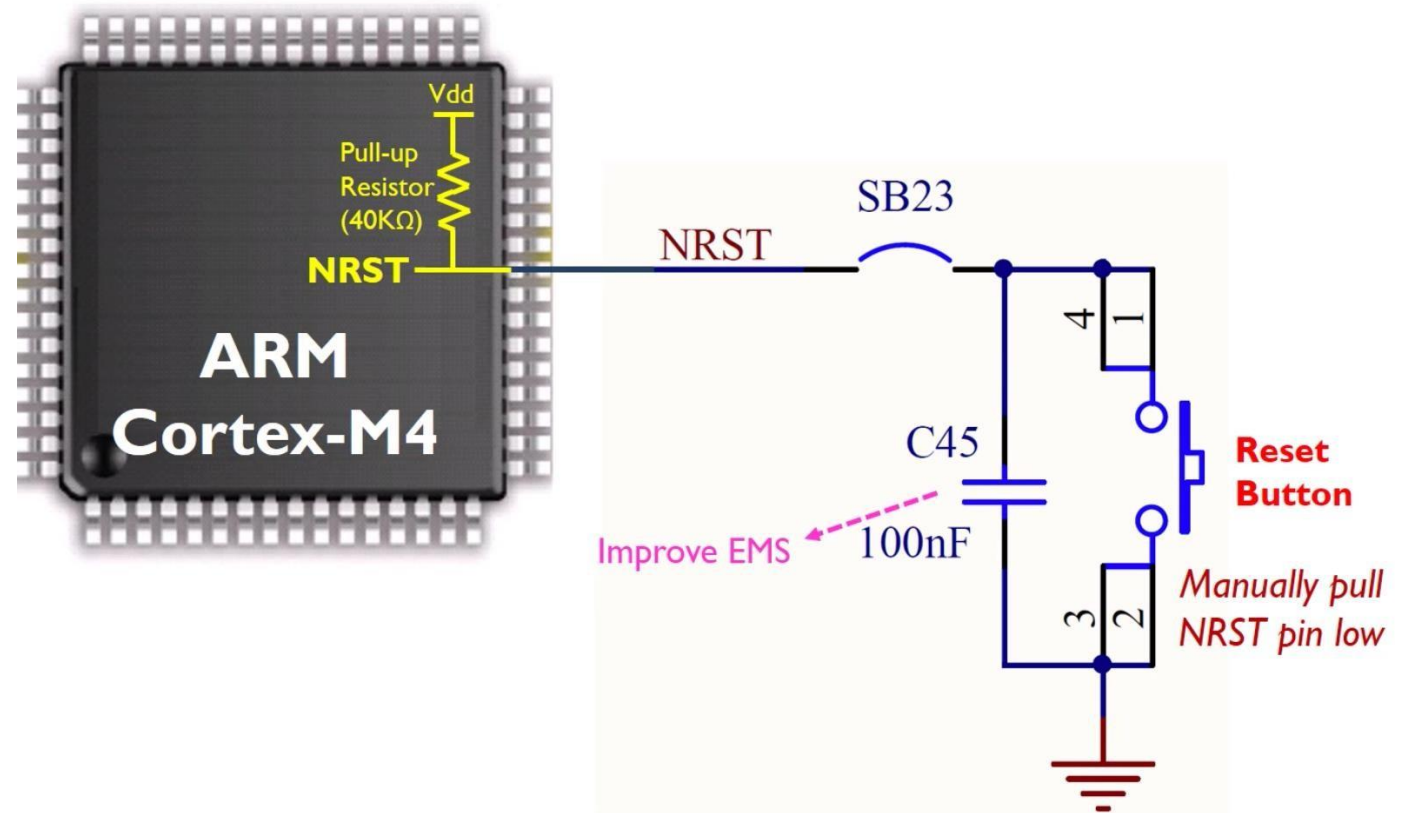 Vdd
Pull-up
Resistor
(40KΩ)
NRST
ARM
Cortex-M4
NRST
SB23
4
1
C45
100nF
Improve EMS
Reset
Button
3
2
Manually pull
NRST pin low